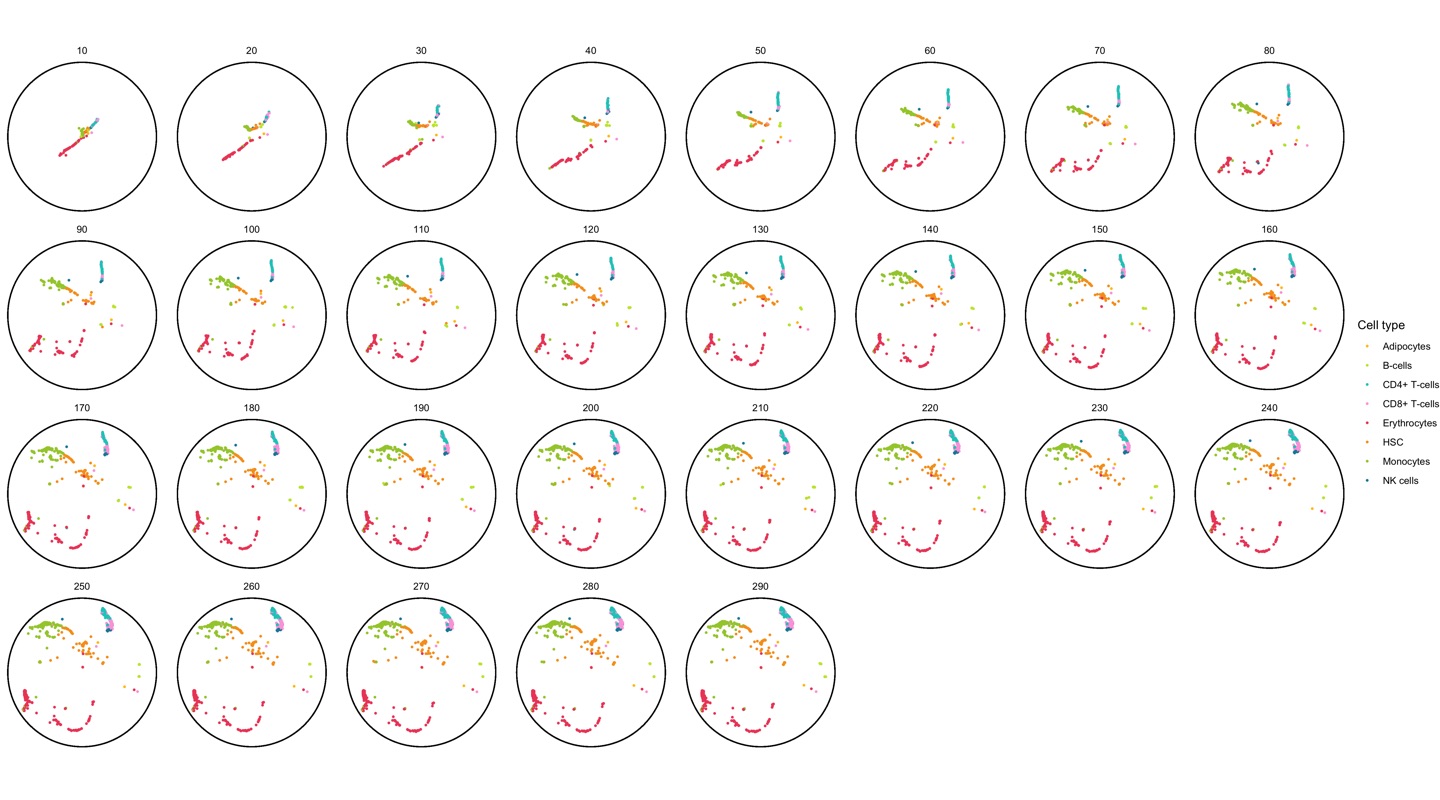 10 20 30 40 50 60 70 80
90 100 110 120 130 140 150 160
Cell type
Adipocytes
B-cells
CD4+ T-cells
CD8+ T-cells
Erythrocytes
HSC
Monocytes
NK cells
170 180 190 200 210 220 230 240
250 260 270 280 290